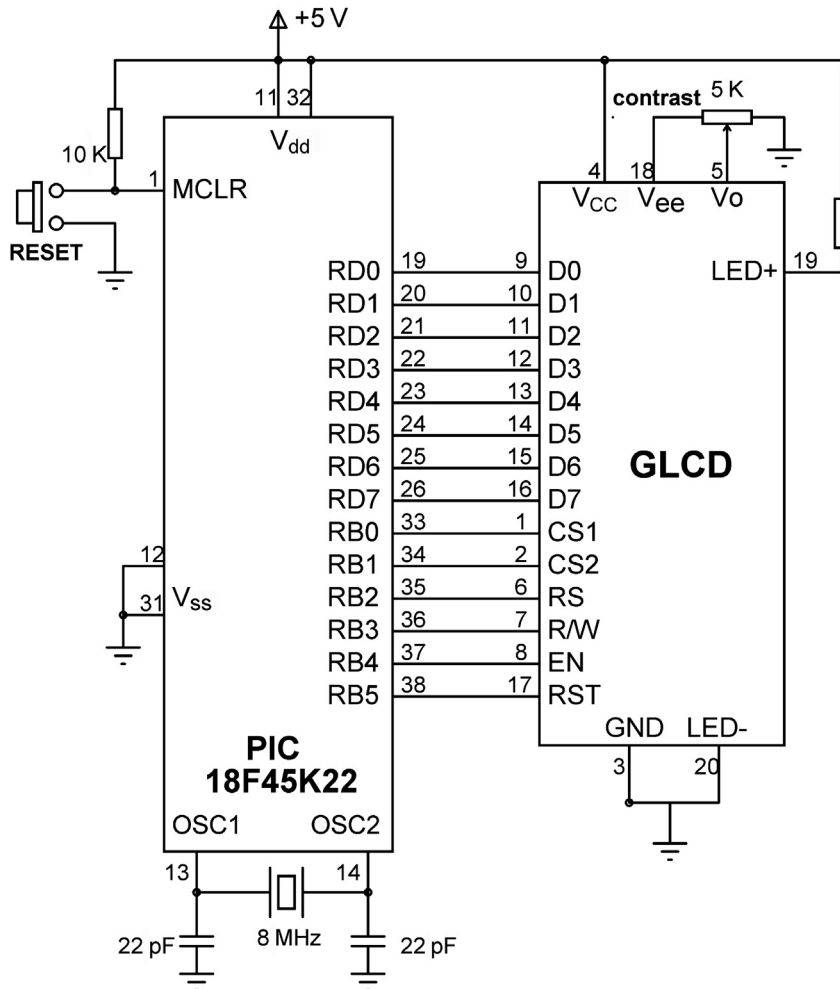 +5 V
11 32
contrast 5 K
Vdd
10 K
1 MCLR
4 18 5
VCC Vee Vo
RESET
RD0 19 9 D0 LED+ 19
RD1 20 10 D1
RD2 21 11 D2
RD3 22 12 D3
RD4 23 13 D4
RD5 24 14 D5
RD6 25 15 D6
GLCD
RD7 26 16 D7
RB0 33 1 CS1
12
RB1 34 2 CS2
31 Vss
RB2 35 6 RS
RB3 36 7 R/W
RB4 37 8 EN
RB5 38 17 RST
GND LED-
3 20
PIC
18F45K22
OSC1 OSC2
13 14
22 pF 8 MHz 22 pF